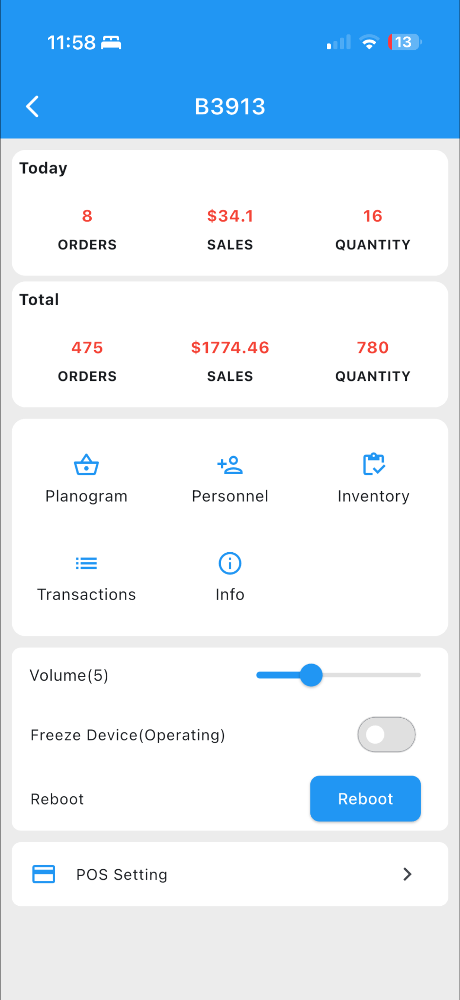 11:58
13
B3913
Today
8 $34.1 16
ORDERS SALES QUANTITY
Total
475 $1774.46 780
ORDERS SALES QUANTITY
Planogram Personnel Inventory
Transactions Info
Volume(5)
Freeze Device(Operating)
Reboot Reboot
POS Setting